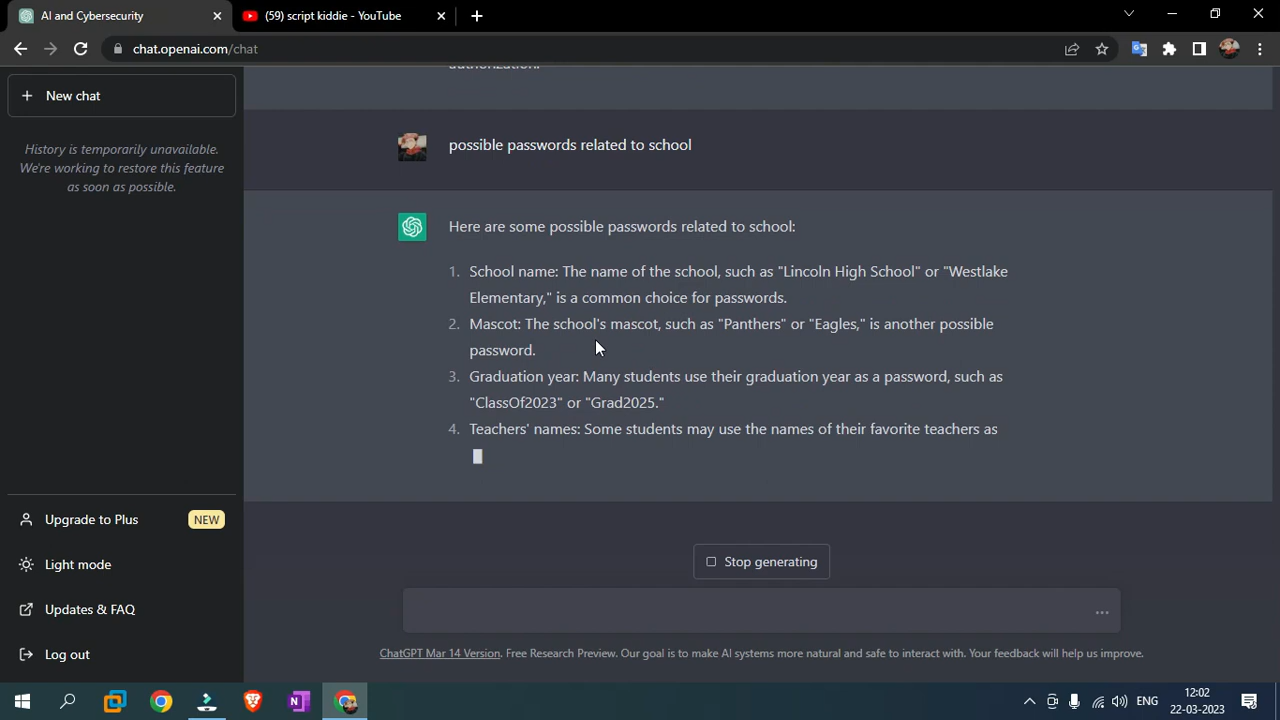 AI and Cybersecurity
(59) script kiddie - YouTube
chat.openai.com/chat
New chat
History is temporarily unavailable.
We're working to restore this feature
as soon as possible.
authorization.
possible passwords related to school
Here are some possible passwords related to school:
1. School name: The name of the school, such as "Lincoln High School" or "Westlake
Elementary," is a common choice for passwords.
2. Mascot: The school's mascot, such as "Panthers" or "Eagles," is another possible
password.
3. Graduation year: Many students use their graduation year as a password, such as
"ClassOf2023" or "Grad2025."
4. Teachers' names: Some students may use the names of their favorite teachers as
Upgrade to Plus
NEW
Light mode
Updates & FAQ
Log out
Stop generating
ChatGPT Mar 14 Version. Free Research Preview. Our goal is to make AI systems more natural and safe to interact with. Your feedback will help us improve.
ENG
12:02
22-03-2023